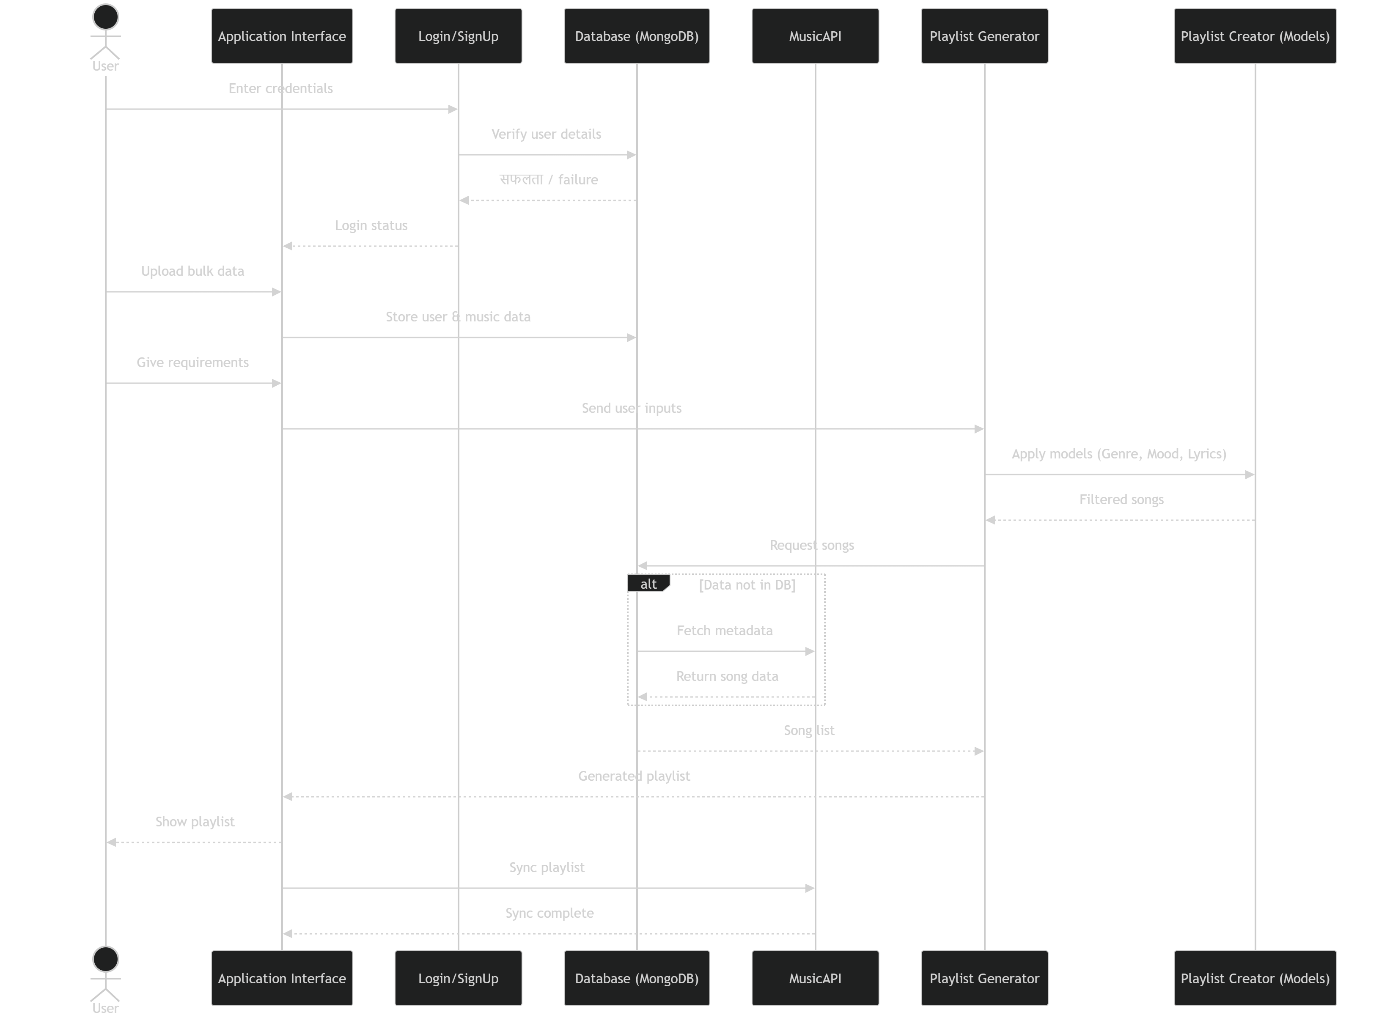 User
Application Interface
Login/SignUp
Database (MongoDB)
MusicAPI
Playlist Generator
Playlist Creator (Models)
Enter credentials
Verify user details
सफलता / failure
Login status
Upload bulk data
Store user & music data
Give requirements
Send user inputs
Apply models (Genre, Mood, Lyrics)
Filtered songs
Request songs
alt
[Data not in DB]
Fetch metadata
Return song data
Song list
Generated playlist
Show playlist
Sync playlist
Sync complete
User
Application Interface
Login/SignUp
Database (MongoDB)
MusicAPI
Playlist Generator
Playlist Creator (Models)